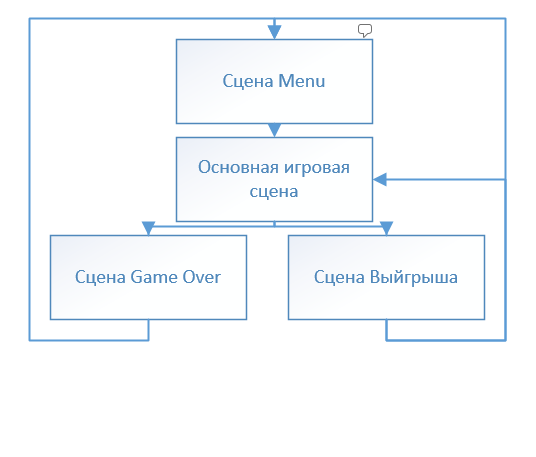 Сцена Menu
Основная игровая
сцена
Сцена Game Over
Сцена Выйгрыша